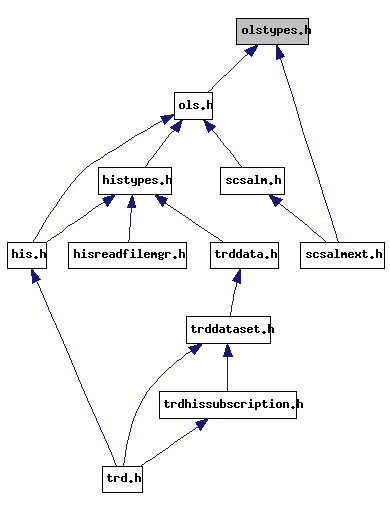 olstypes.h
ols.h
histypes.h
scsalm.h
his.h
hisreadfilemgr.h
trddata.h
scsalmext.h
trddataset.h
trdhissubscription.h
trd.h